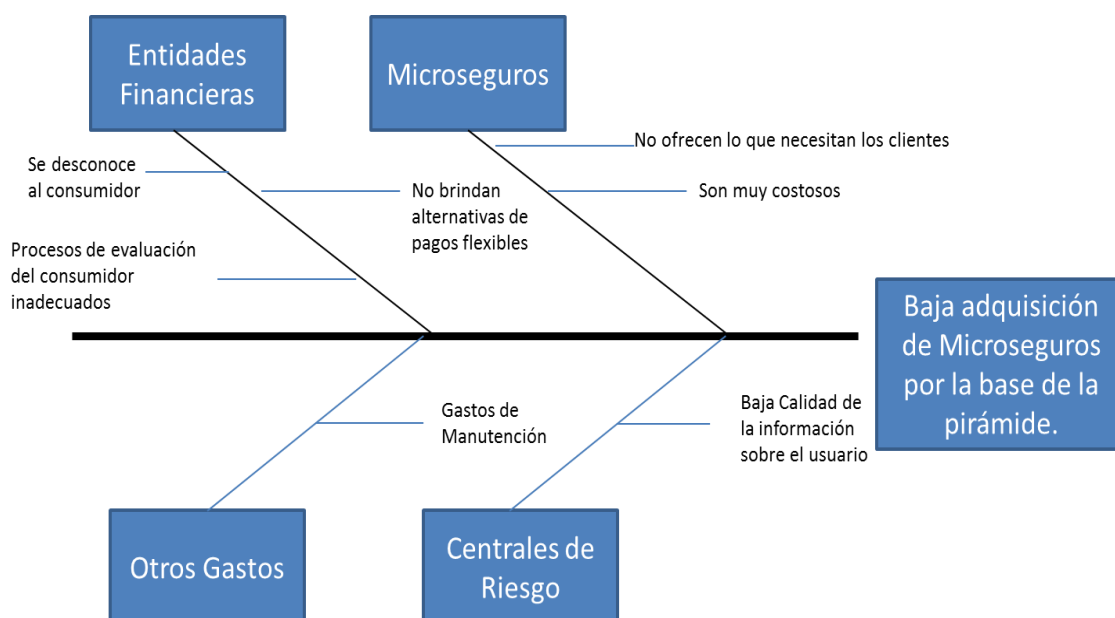 Entidades
Financieras
Microseguros
No ofrecen lo que necesitan los clientes
Se desconoce
al consumidor
No brindan
alternativas de
pagos flexibles
Son muy costosos
Procesos de evaluación
del consumidor
inadecuados
Baja adquisición
de Microseguros
por la base de la
pirámide.
Gastos de
Manutención
Baja Calidad de
la información
sobre el usuario
Otros Gastos
Centrales de
Riesgo